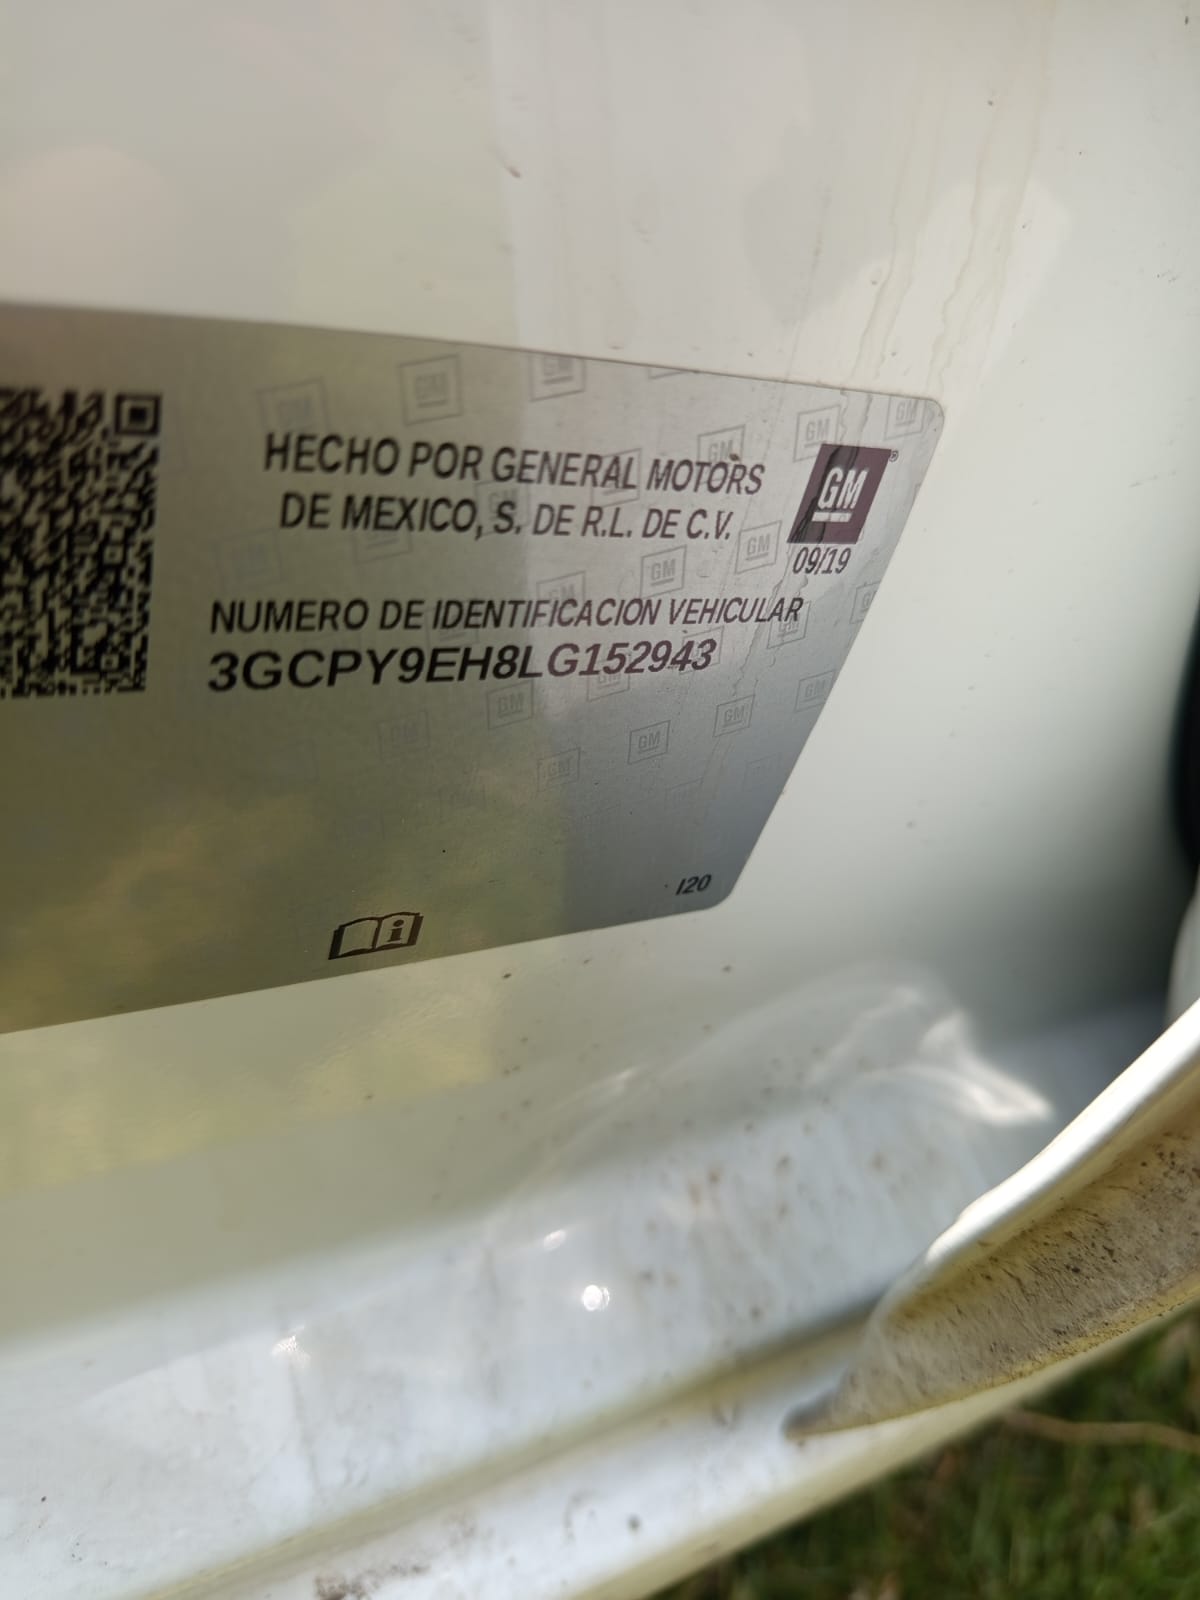 HECHO POR GENERAL MOTORS
DE MEXICO, S. DE R.L. DE C.V.
GM
09/19
NUMERO DE IDENTIFICACION VEHICULAR
3GCPY9EH8LG152943
I20